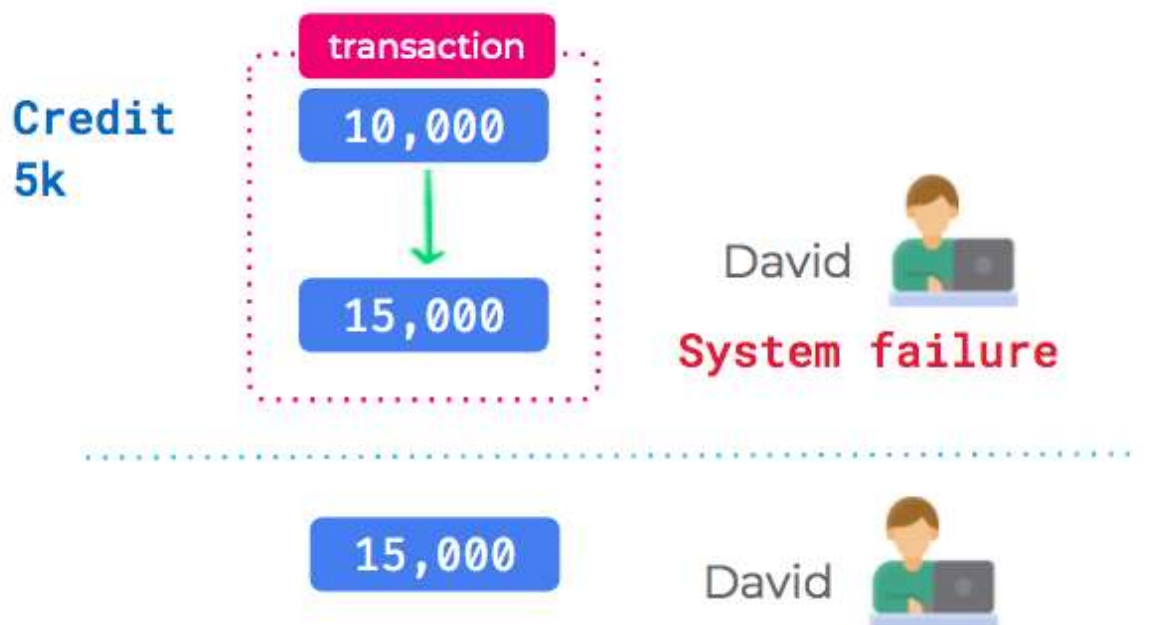 transaction
Credit
5k
10,000
15,000
David
System failure
15,000
David